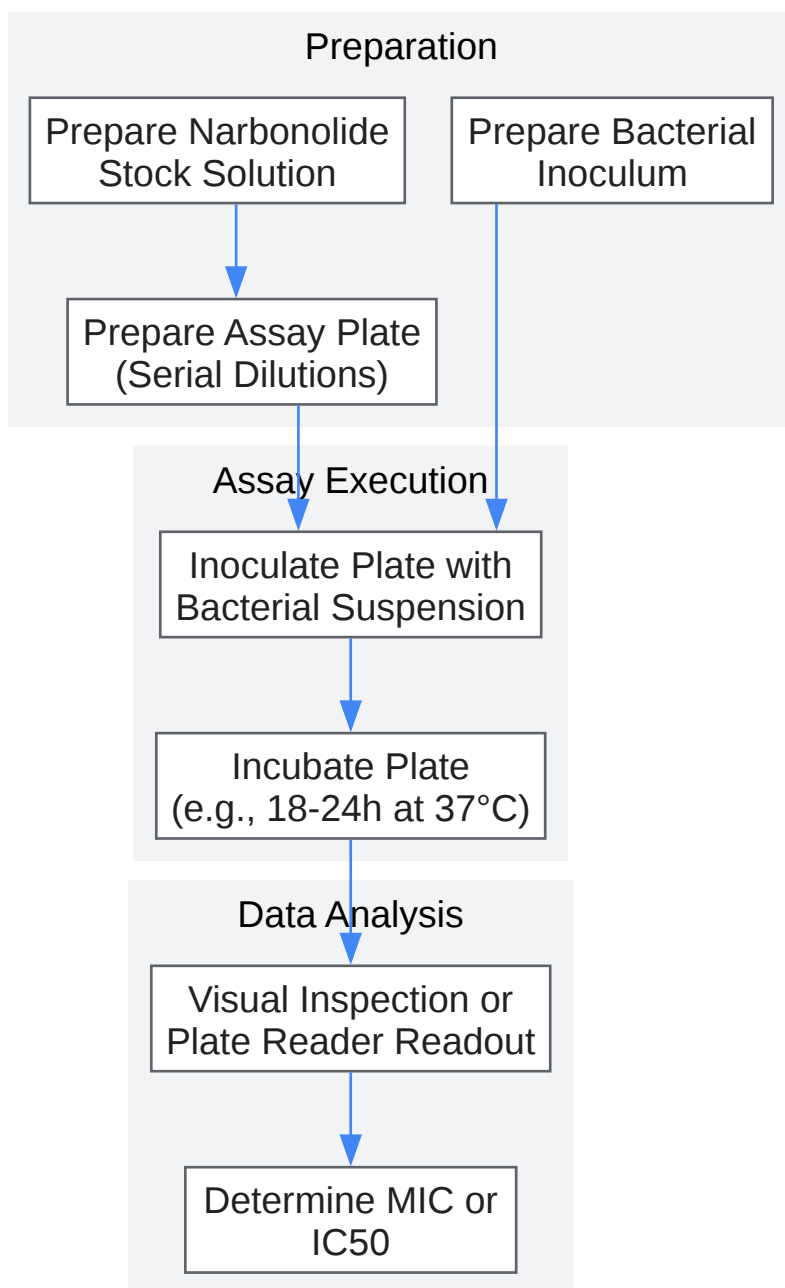 Preparation
Prepare Narbonolide
Stock Solution
Prepare Bacterial
Inoculum
Prepare Assay Plate
(Serial Dilutions)
Assay Execution
Inoculate Plate with
Bacterial Suspension
Incubate Plate
(e.g., 18-24h at 37°C)
Data Analysis
Visual Inspection or
Plate Reader Readout
Determine MIC or
IC50